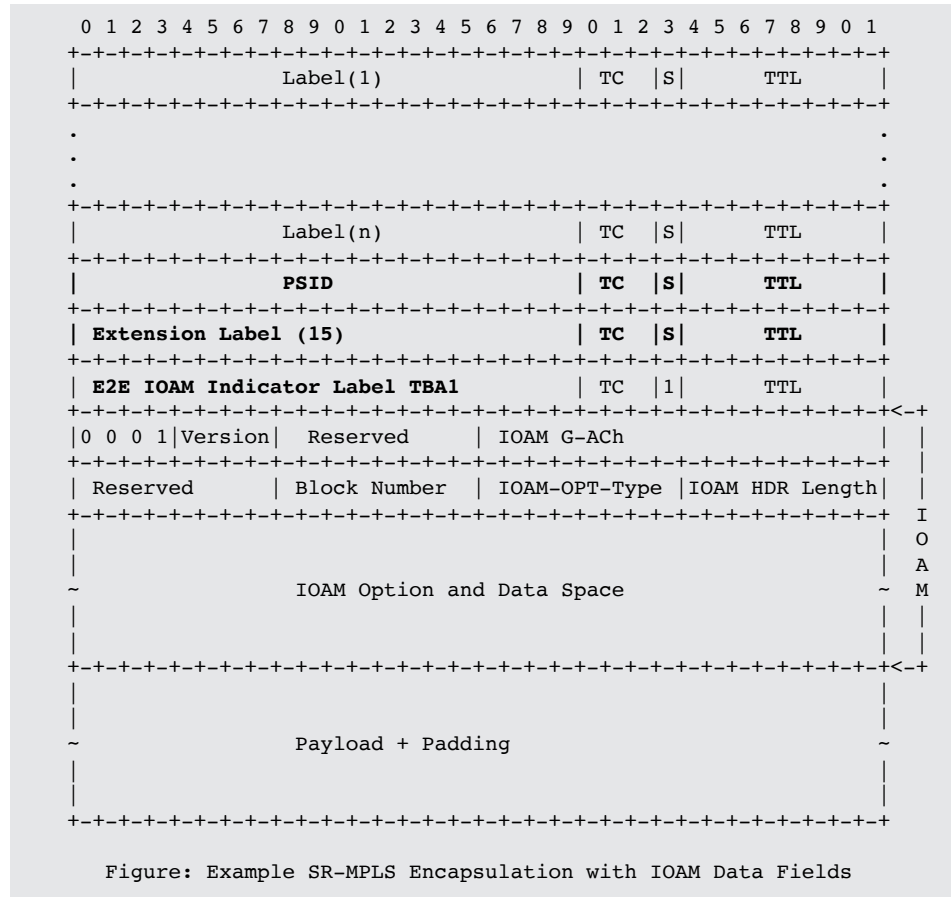 0 1 2 3 4 5 6 7 8 9 0 1 2 3 4 5 6 7 8 9 0 1 2 3 4 5 6 7 8 9 0 1
+-+-+-+-+-+-+-+-+-+-+-+-+-+-+-+-+-+-+-+-+-+-+-+-+-+-+-+-+-+-+-+-+
|                Label(1)               | TC  |S|      TTL      |
+-+-+-+-+-+-+-+-+-+-+-+-+-+-+-+-+-+-+-+-+-+-+-+-+-+-+-+-+-+-+-+-+
.                                                               .
.                                                               .
.                                                               .
+-+-+-+-+-+-+-+-+-+-+-+-+-+-+-+-+-+-+-+-+-+-+-+-+-+-+-+-+-+-+-+-+
|                Label(n)               | TC  |S|      TTL      |
+-+-+-+-+-+-+-+-+-+-+-+-+-+-+-+-+-+-+-+-+-+-+-+-+-+-+-+-+-+-+-+-+
|                PSID                   | TC  |S|      TTL      |
+-+-+-+-+-+-+-+-+-+-+-+-+-+-+-+-+-+-+-+-+-+-+-+-+-+-+-+-+-+-+-+-+
| Extension Label (15)                  | TC  |S|      TTL      |
+-+-+-+-+-+-+-+-+-+-+-+-+-+-+-+-+-+-+-+-+-+-+-+-+-+-+-+-+-+-+-+-+
| E2E IOAM Indicator Label TBA1         | TC  |1|      TTL      |
+-+-+-+-+-+-+-+-+-+-+-+-+-+-+-+-+-+-+-+-+-+-+-+-+-+-+-+-+-+-+-+-+<-+
|0 0 0 1|Version|  Reserved     | IOAM G-ACh                    |  |
+-+-+-+-+-+-+-+-+-+-+-+-+-+-+-+-+-+-+-+-+-+-+-+-+-+-+-+-+-+-+-+-+  |
| Reserved      | Block Number  | IOAM-OPT-Type |IOAM HDR Length|  |
+-+-+-+-+-+-+-+-+-+-+-+-+-+-+-+-+-+-+-+-+-+-+-+-+-+-+-+-+-+-+-+-+  I
|                                                               |  O
|                                                               |  A
~                 IOAM Option and Data Space                    ~  M
|                                                               |  |
|                                                               |  |
+-+-+-+-+-+-+-+-+-+-+-+-+-+-+-+-+-+-+-+-+-+-+-+-+-+-+-+-+-+-+-+-+<-+
|                                                               |
|                                                               |
~                 Payload + Padding                             ~
|                                                               |
|                                                               |
+-+-+-+-+-+-+-+-+-+-+-+-+-+-+-+-+-+-+-+-+-+-+-+-+-+-+-+-+-+-+-+-+
Figure: Example SR-MPLS Encapsulation with IOAM Data Fields